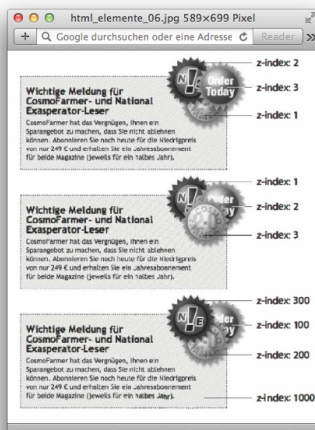 html_elemente_06.jpg 589×699 Pixel
Google durchsuchen oder eine Adresse
Reader
z-index: 2
N!E
Order
Today
z-index: 3
z-index: 1
Wichtige Meldung für
CosmoFarmer- und National
Exasperator-Leser
CosmoFarmer hat das Vergnügen, Ihnen ein
Sparangebot zu machen, dass Sie nicht ablehnen
können. Abonnieren Sie noch heute für die Niedrigpreis
von nur 249 € und erhalten Sie ein Jahresabonnement
für beide Magazine (jeweils für ein halbes Jahr).
z-index: 1
z-index: 2
z-index: 3
Wichtige Meldung für
CosmoFarmer- und National
Exasperator-Leser
CosmoFarmer hat das Vergnügen, Ihnen ein
Sparangebot zu machen, dass Sie nicht ablehnen
können. Abonnieren Sie noch heute für die Niedrigpreis
von nur 249 € und erhalten Sie ein Jahresabonnement
für beide Magazine (jeweils für ein halbes Jahr).
z-index: 300
N!E
z-index: 100
z-index: 200
Wichtige Meldung für
CosmoFarmer- und National
Exasperator-Leser
CosmoFarmer hat das Vergnügen, Ihnen ein
Sparangebot zu machen, dass Sie nicht ablehnen
können. Abonnieren Sie noch heute für die Niedrigpreis
von nur 249 € und erhalten Sie ein Jahresabonnement
für beide Magazine (jeweils für ein halbes Jahr).
z-index: 1000